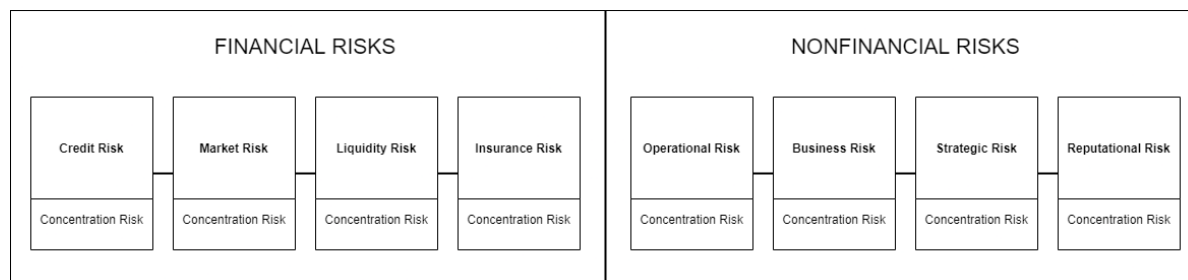 FINANCIAL RISKS
Credit Risk
Market Risk
Liquidity Risk
Insurance Risk
Concentration Risk
Concentration Risk
Concentration Risk
Concentration Risk
NONFINANCIAL RISKS
Operational Risk
Business Risk
Strategic Risk
Reputational Risk
Concentration Risk
Concentration Risk
Concentration Risk
Concentration Risk